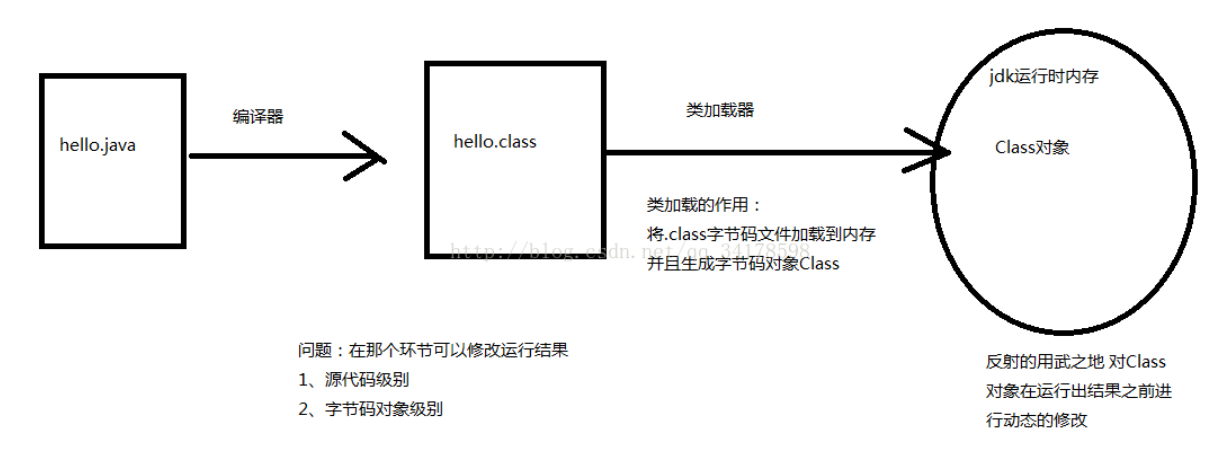 hello.java
编译器
hello.class
类加载器
jdk运行时内存
Class对象
类加载的作用：
将.class字节码文件加载到内存
并且生成字节码对象Class
http://blog.csdn.net/qq_34178598
问题：在那个环节可以修改运行结果
1、源代码级别
2、字节码对象级别
反射的用武之地 对Class
对象在运行出结果之前进
行动态的修改